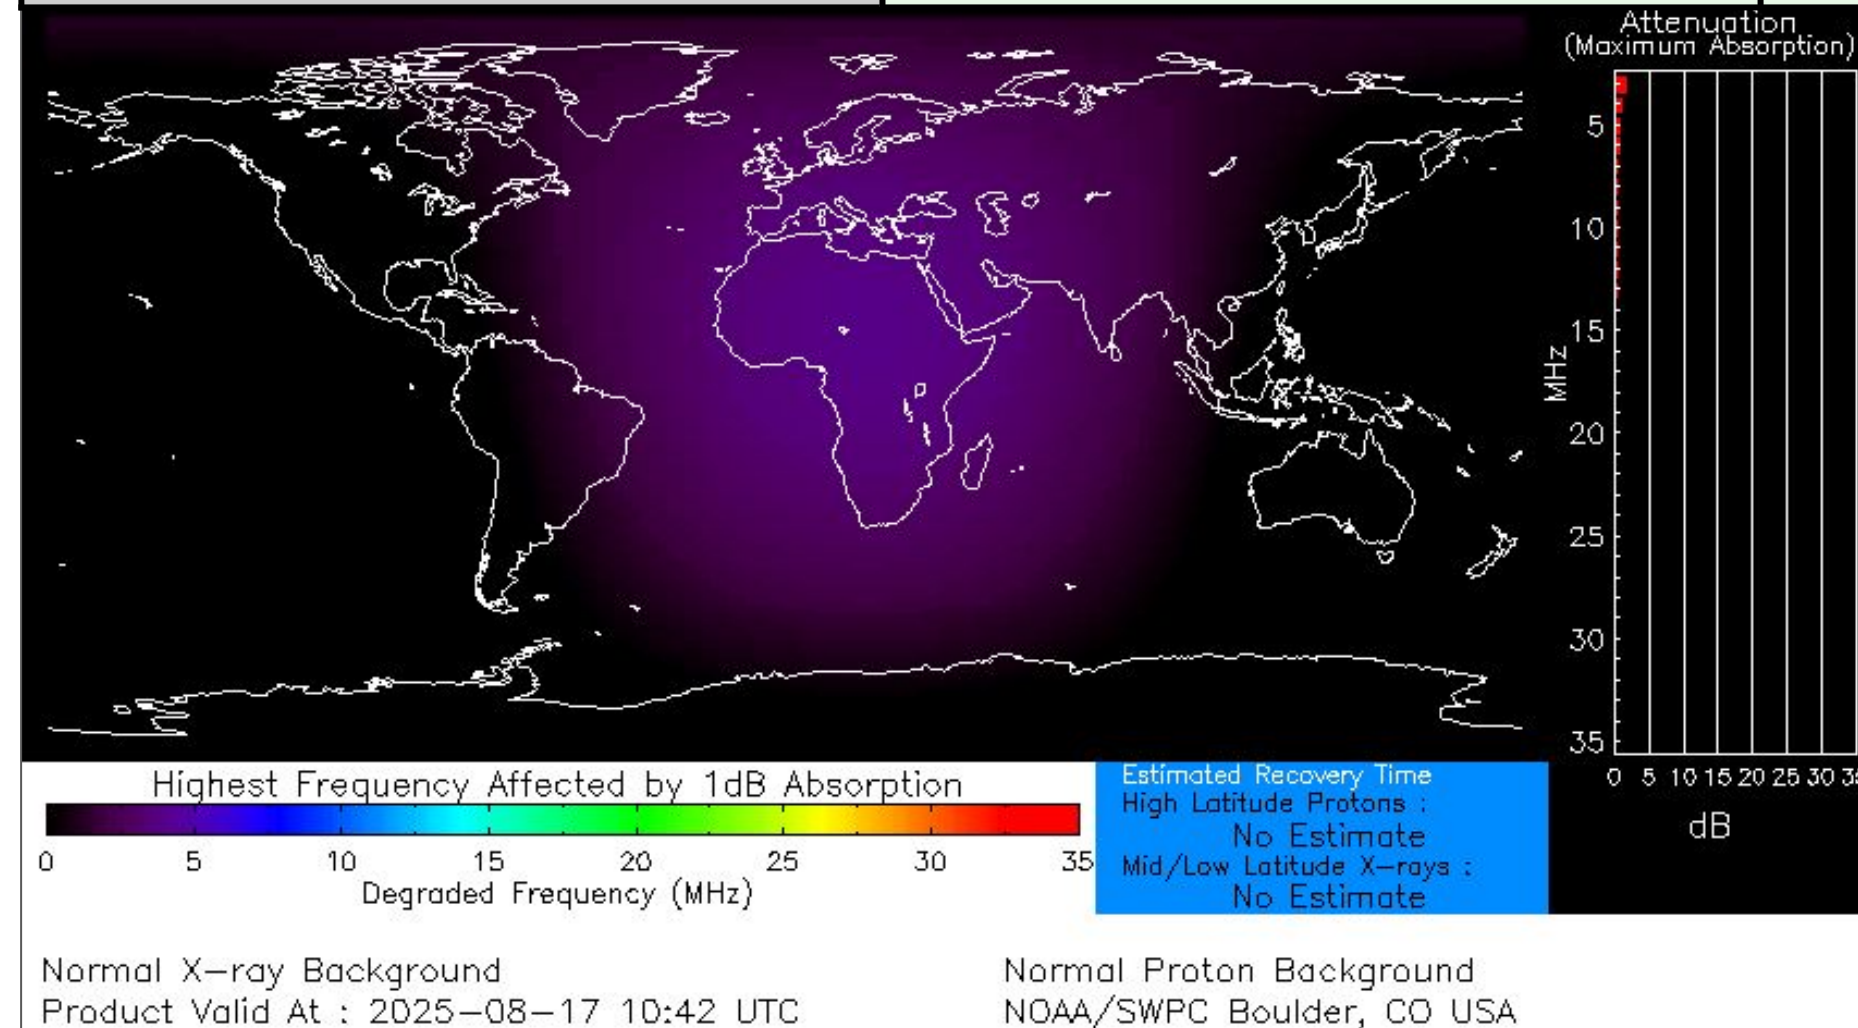 Attenuation
(Maximum Absorption)
5
10
15
20
25
30
35
MHz
0 5 10 15 20 25 30
dB
Highest Frequency Affected by 1dB Absorption
0 5 10 15 20 25 30 35
Degraded Frequency (MHz)
Estimated Recovery Time
High Latitude Protons :
No Estimate
Mid/Low Latitude X-rays :
No Estimate
Normal X-ray Background
Product Valid At : 2025-08-17 10:42 UTC
Normal Proton Background
NOAA/SWPC Boulder, CO USA